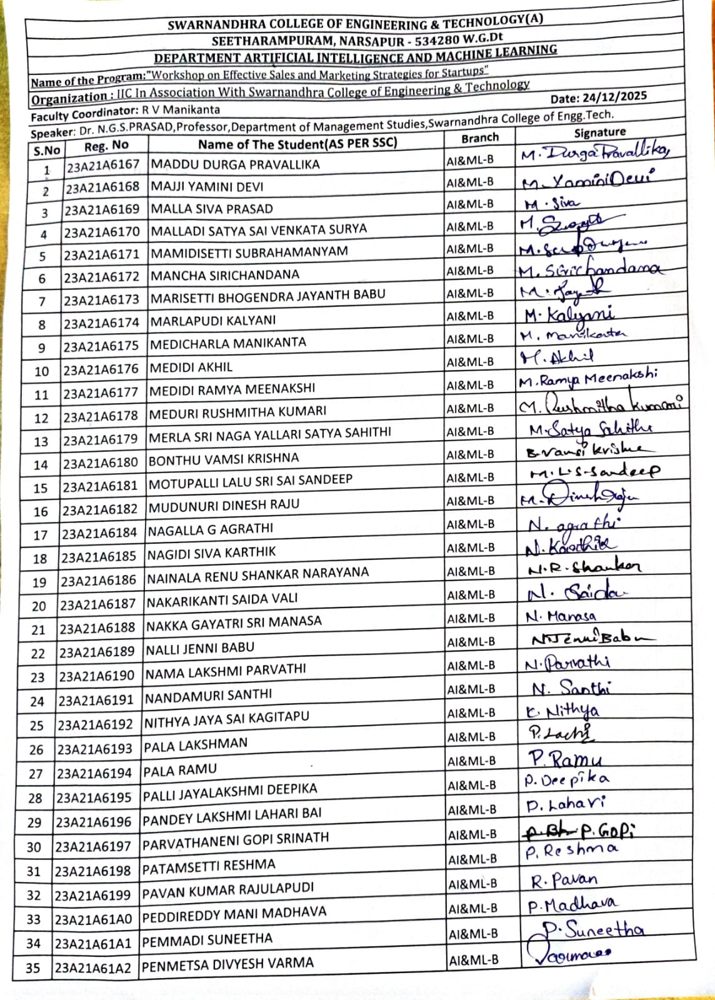 SWARNANDHRA COLLEGE OF ENGINEERING & TECHNOLOGY(A)
SEETHARAMPURAM, NARSAPUR - 534280 W.G.Dt
DEPARTMENT ARTIFICIAL INTELLIGENCE AND MACHINE LEARNING
Name of the Program:"Workshop on Effective Sales and Marketing Strategies for Startups"
Organization : IIC In Association With Swarnandhra College of Engineering & Technology
Faculty Coordinator: R V Manikanta Date: 24/12/2025
Speaker: Dr. N.G.S.PRASAD,Professor,Department of Management Studies,Swarnandhra College of Engg.Tech.
S.No Reg. No Name of The Student(AS PER SSC) Branch Signature
1 23A21A6167 MADDU DURGA PRAVALLIKA AI&ML-B M. Durga Pravallika,
2 23A21A6168 MAJJI YAMINI DEVI AI&ML-B M. Yamini Devi
3 23A21A6169 MALLA SIVA PRASAD AI&ML-B M. Siva
4 23A21A6170 MALLADI SATYA SAI VENKATA SURYA AI&ML-B M.
5 23A21A6171 MAMIDISETTI SUBRAHAMANYAM AI&ML-B M.
6 23A21A6172 MANCHA SIRICHANDANA AI&ML-B M. Sirichandana
7 23A21A6173 MARISETTI BHOGENDRA JAYANTH BABU AI&ML-B M.
8 23A21A6174 MARLAPUDI KALYANI AI&ML-B M. Kalyani
9 23A21A6175 MEDICHARLA MANIKANTA AI&ML-B M. Manikanta
10 23A21A6176 MEDIDI AKHIL AI&ML-B M. Akhil
11 23A21A6177 MEDIDI RAMYA MEENAKSHI AI&ML-B M. Ramya Meenakshi
12 23A21A6178 MEDURI RUSHMITHA KUMARI AI&ML-B M. Rushmitha Kumari
13 23A21A6179 MERLA SRI NAGA YALLARI SATYA SAHITHI AI&ML-B M. Satya Sahithi
14 23A21A6180 BONTHU VAMSI KRISHNA AI&ML-B B. Vamsi Krishna
15 23A21A6181 MOTUPALLI LALU SRI SAI SANDEEP AI&ML-B M. L. S. Sandeep
16 23A21A6182 MUDUNURI DINESH RAJU AI&ML-B M. Dinesh Raju
17 23A21A6184 NAGALLA G AGRATHI AI&ML-B N. agrathi
18 23A21A6185 NAGIDI SIVA KARTHIK AI&ML-B N. Karthik
19 23A21A6186 NAINALA RENU SHANKAR NARAYANA AI&ML-B N. R. Shankar
20 23A21A6187 NAKARIKANTI SAIDA VALI AI&ML-B N. Saida
21 23A21A6188 NAKKA GAYATRI SRI MANASA AI&ML-B N. Manasa
22 23A21A6189 NALLI JENNI BABU AI&ML-B N. Jenni Babu
23 23A21A6190 NAMA LAKSHMI PARVATHI AI&ML-B N. Parvathi
24 23A21A6191 NANDAMURI SANTHI AI&ML-B N. Santhi
25 23A21A6192 NITHYA JAYA SAI KAGITAPU AI&ML-B K. Nithya
26 23A21A6193 PALA LAKSHMAN AI&ML-B P. Lachi
27 23A21A6194 PALA RAMU AI&ML-B P. Ramu
28 23A21A6195 PALLI JAYALAKSHMI DEEPIKA AI&ML-B P. Deepika
29 23A21A6196 PANDEY LAKSHMI LAHARI BAI AI&ML-B P. Lahari
30 23A21A6197 PARVATHANENI GOPI SRINATH AI&ML-B P. GOPi
31 23A21A6198 PATAMSETTI RESHMA AI&ML-B P. Reshma
32 23A21A6199 PAVAN KUMAR RAJULAPUDI AI&ML-B R. Pavan
33 23A21A61A0 PEDDIREDDY MANI MADHAVA AI&ML-B P. Madhava
34 23A21A61A1 PEMMADI SUNEETHA AI&ML-B P. Suneetha
35 23A21A61A2 PENMETSA DIVYESH VARMA AI&ML-B